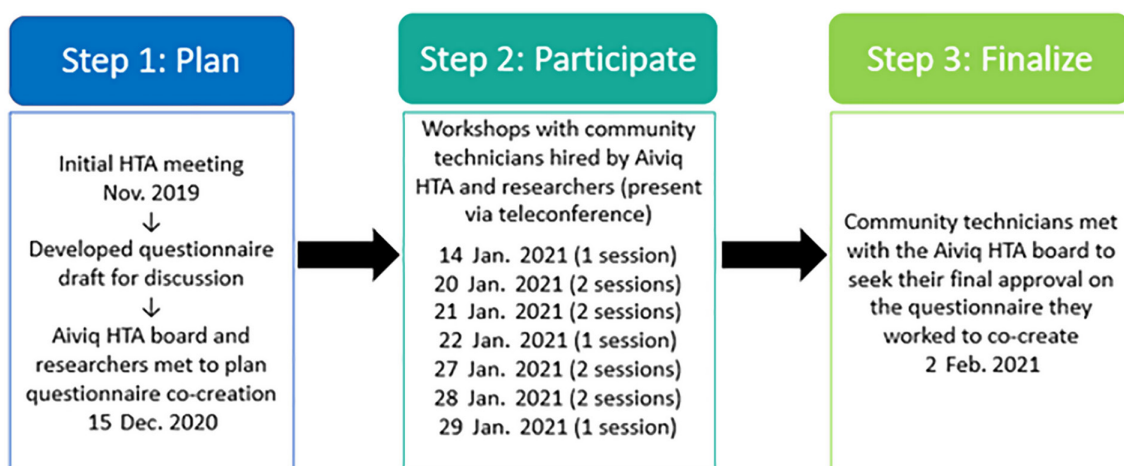 Step 1: Plan
Initial HTA meeting
Nov. 2019
↓
Developed questionnaire
draft for discussion
↓
Aiviq HTA board and
researchers met to plan
questionnaire co-creation
15 Dec. 2020
Step 2: Participate
Workshops with community
technicians hired by Aiviq
HTA and researchers (present
via teleconference)
14 Jan. 2021 (1 session)
20 Jan. 2021 (2 sessions)
21 Jan. 2021 (2 sessions)
22 Jan. 2021 (1 session)
27 Jan. 2021 (2 sessions)
28 Jan. 2021 (2 sessions)
29 Jan. 2021 (1 session)
Step 3: Finalize
Community technicians met
with the Aiviq HTA board to
seek their final approval on
the questionnaire they
worked to co-create
2 Feb. 2021